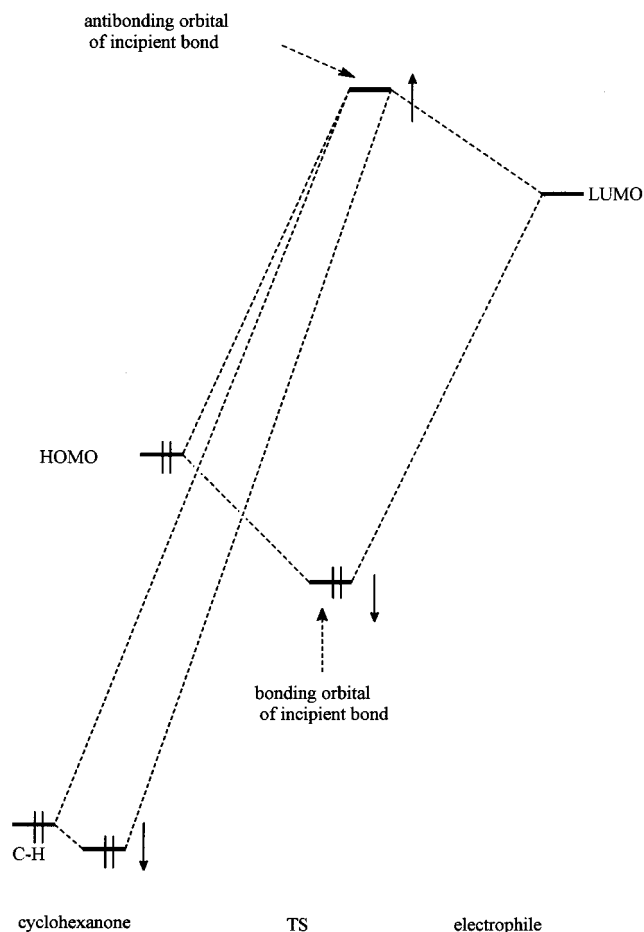 antibonding orbital
of incipient bond
LUMO
HOMO
bonding orbital
of incipient bond
C-H
cyclohexanone TS electrophile